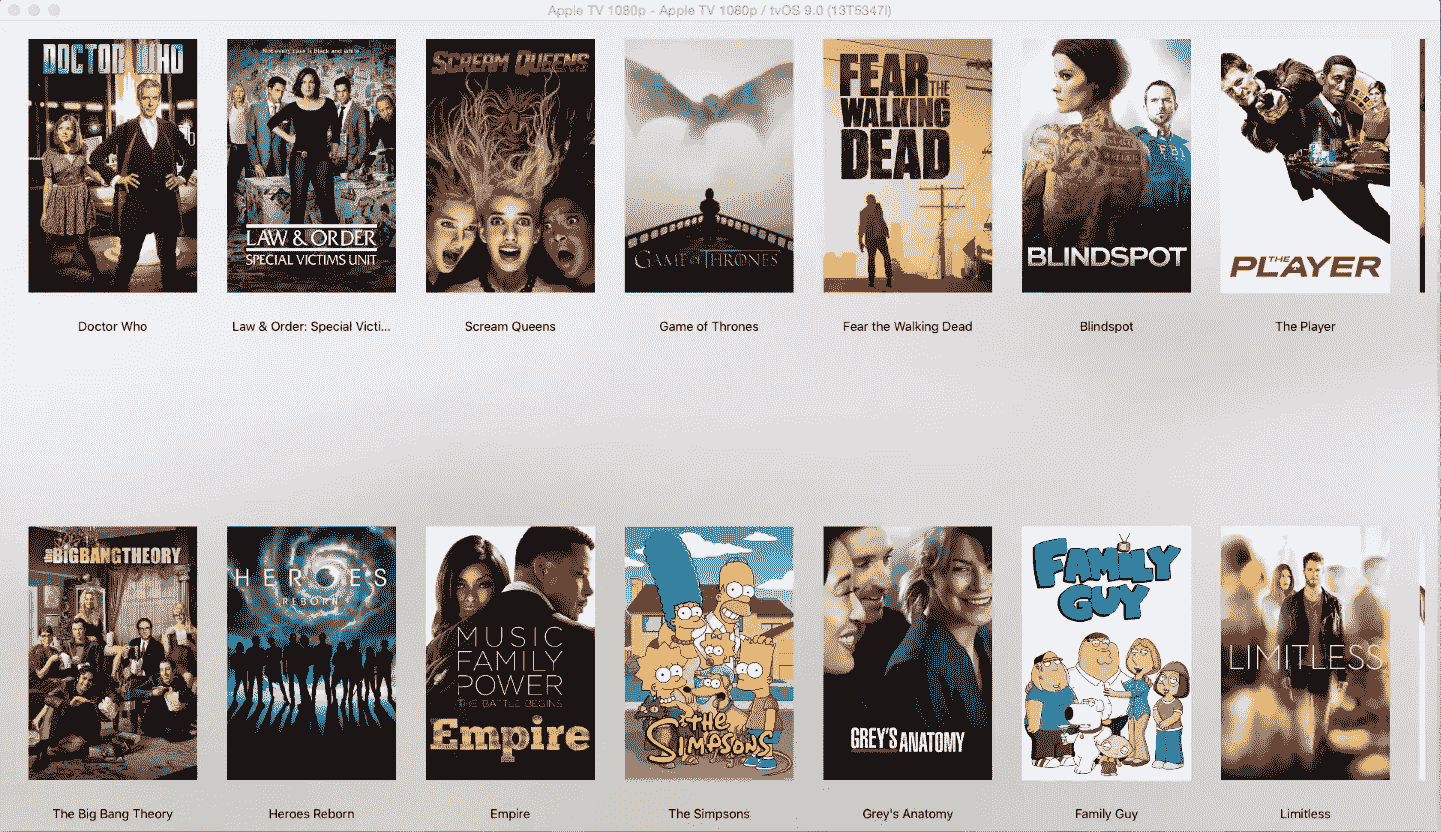 Apple TV 1080p - Apple TV 1080p / tvOS 9.0 (13T5347l)
DOCTOR WHO
Not every case is black and white.
SCREAM QUEENS
FEAR THE
WALKING
DEAD
FBI
LAW & ORDER
SPECIAL VICTIMS UNIT
GAME OF THRONES
BLINDSPOT
THE
PLAYER
Doctor Who
Law & Order: Special Victi...
Scream Queens
Game of Thrones
Fear the Walking Dead
Blindspot
The Player
the BIG BANG THEORY
HEROES
REBORN
MUSIC
FAMILY
POWER
THE BATTLE BEGINS
Empire
THE
SIMPSONS
GREY'S ANATOMY
FAMILY
GUY
LIMITLESS
The Big Bang Theory
Heroes Reborn
Empire
The Simpsons
Grey's Anatomy
Family Guy
Limitless